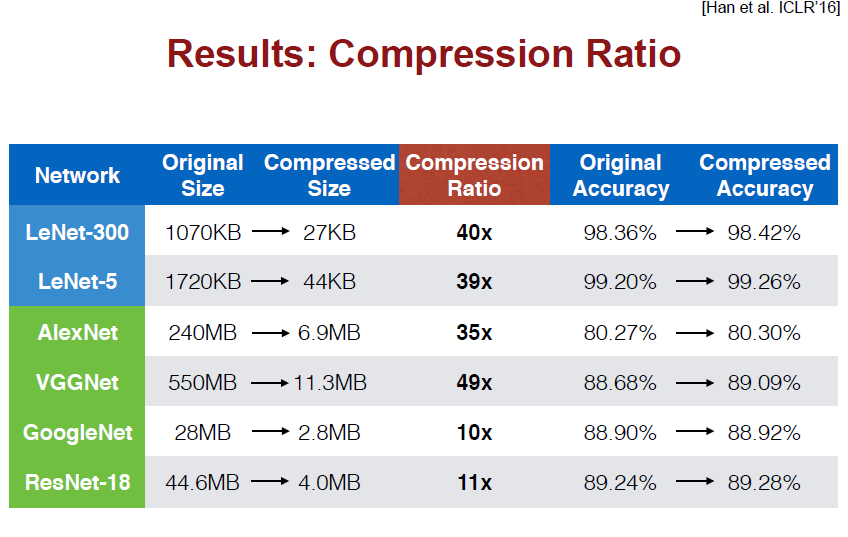 [Han et al. ICLR'16]
Results: Compression Ratio
Network Original Size Compressed Size Compression Ratio Original Accuracy Compressed Accuracy
LeNet-300 1070KB → 27KB 40x 98.36% → 98.42%
LeNet-5 1720KB → 44KB 39x 99.20% → 99.26%
AlexNet 240MB → 6.9MB 35x 80.27% → 80.30%
VGGNet 550MB → 11.3MB 49x 88.68% → 89.09%
GoogleNet 28MB → 2.8MB 10x 88.90% → 88.92%
ResNet-18 44.6MB → 4.0MB 11x 89.24% → 89.28%